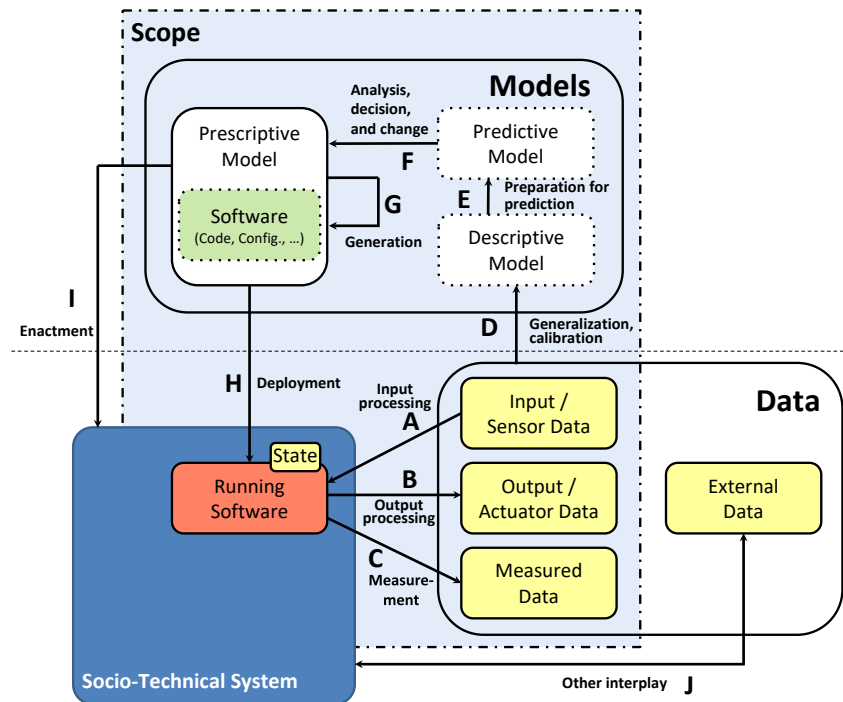 Scope
Models
Analysis,
decision,
and change
F
Prescriptive
Model
Predictive
Model
G
Generation
E
Preparation for
prediction
Software
(Code, Config., ...)
Descriptive
Model
I
Enactment
D
Generalization,
calibration
H
Deployment
Input
processing
A
Input /
Sensor Data
Data
State
Running
Software
B
Output
processing
Output /
Actuator Data
External
Data
C
Measure-
ment
Measured
Data
Socio-Technical System
Other interplay
J